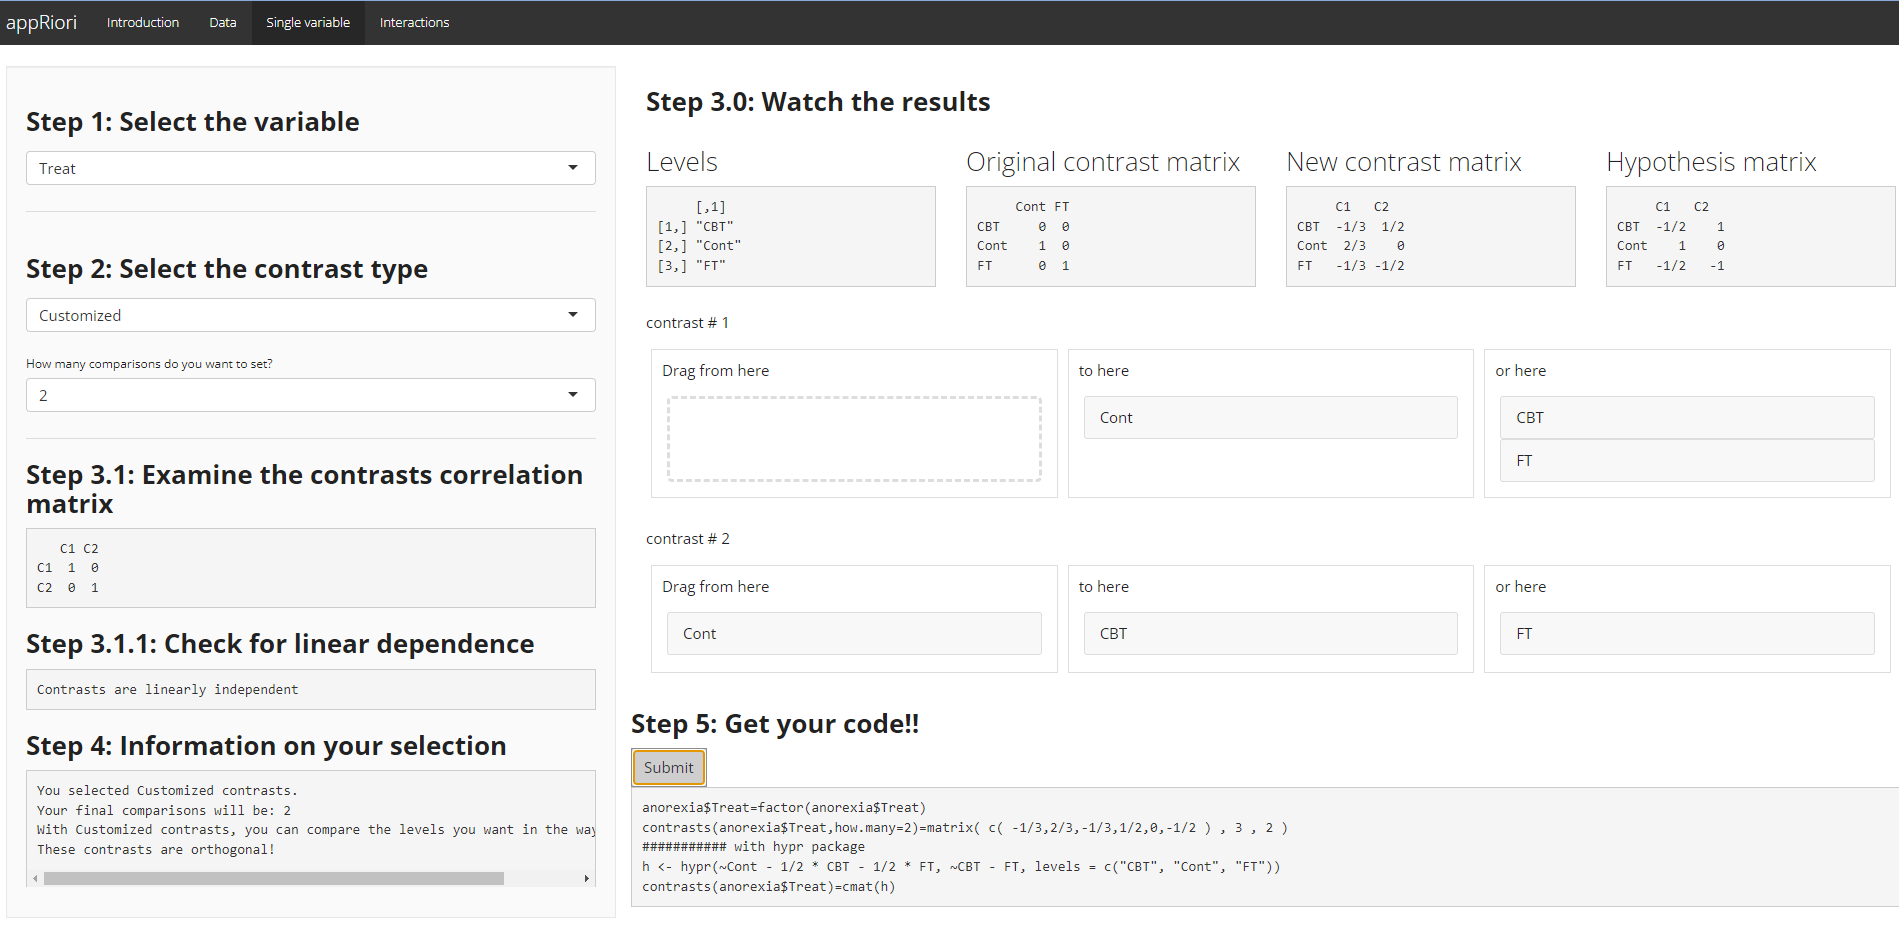 appRiori Introduction Data Single variable Interactions
Step 1: Select the variable
Treat
Step 2: Select the contrast type
Customized
How many comparisons do you want to set?
2
Step 3.1: Examine the contrasts correlation
matrix
C1 C2
C1 1 0
C2 0 1
Step 3.1.1: Check for linear dependence
Contrasts are linearly independent
Step 4: Information on your selection
You selected Customized contrasts.
Your final comparisons will be: 2
With Customized contrasts, you can compare the levels you want in the way
These contrasts are orthogonal!
Step 3.0: Watch the results
Levels
[,1]
[1,] "CBT"
[2,] "Cont"
[3,] "FT"
Original contrast matrix
Cont FT
CBT 0 0
Cont 1 0
FT 0 1
New contrast matrix
C1 C2
CBT -1/3 1/2
Cont 2/3 0
FT -1/3 -1/2
Hypothesis matrix
C1 C2
CBT -1/2 1
Cont 1 0
FT -1/2 -1
contrast # 1
Drag from here
to here
Cont
or here
CBT
FT
contrast # 2
Drag from here
Cont
to here
CBT
or here
FT
Step 5: Get your code!!
Submit
anorexia$Treat=factor(anorexia$Treat)
contrasts(anorexia$Treat,how.many=2)=matrix( c( -1/3,2/3,-1/3,1/2,0,-1/2 ) , 3 , 2 )
########### with hypr package
h <- hypr(~Cont - 1/2 * CBT - 1/2 * FT, ~CBT - FT, levels = c("CBT", "Cont", "FT"))
contrasts(anorexia$Treat)=cmat(h)